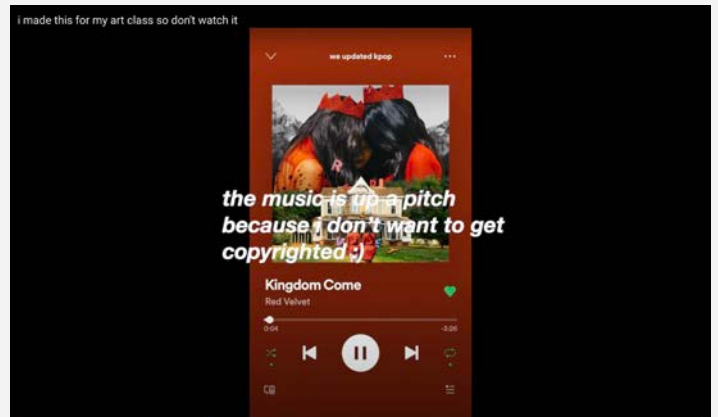 i made this for my art class so don't watch it
we updated kpop
the music is up a pitch
because i don't want to get
copyrighted :)
Kingdom Come
Red Velvet
0:04
-3:26